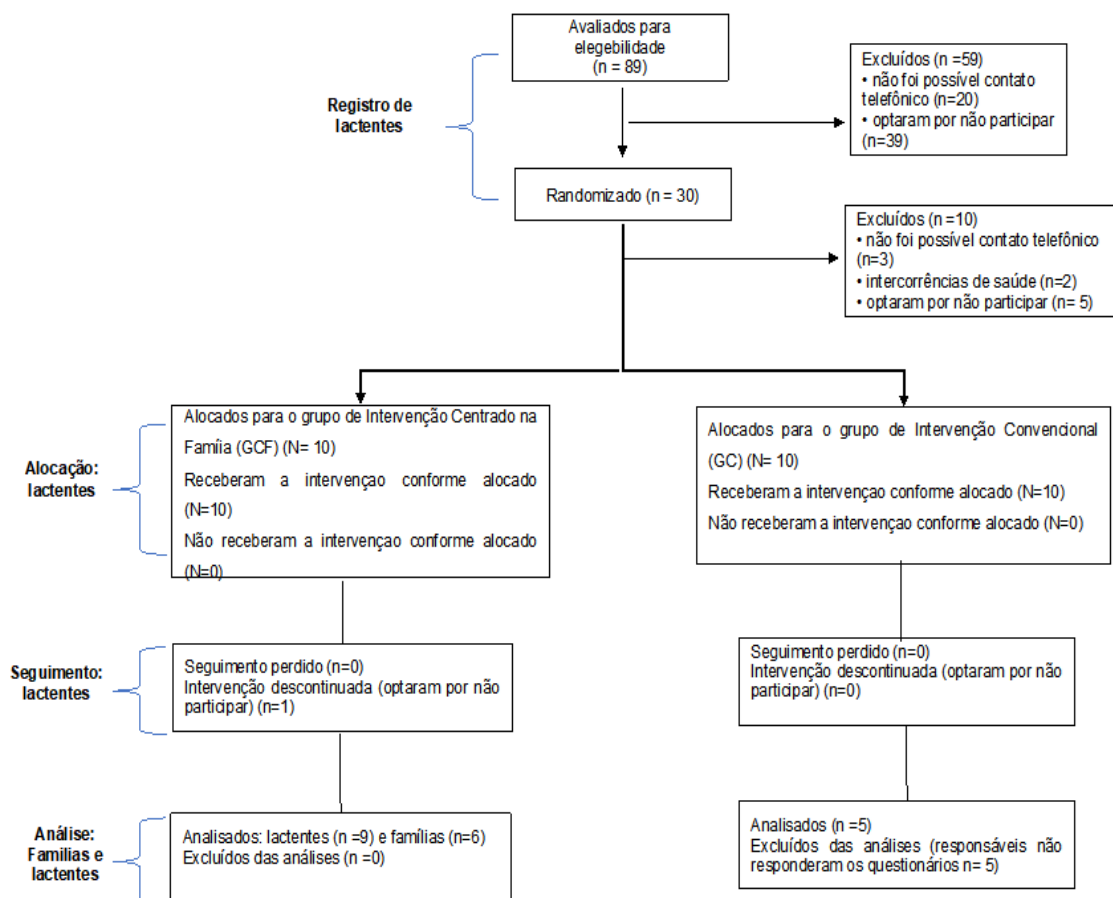 Avaliados para
elegebilidade
(n = 89)
Excluídos (n =59)
• não foi possível contato
telefônico (n=20)
• optaram por não participar
(n=39)
Registro de
lactentes
Randomizado (n = 30)
Excluídos (n =10)
• não foi possível contato telefônico
(n=3)
• intercorrências de saúde (n=2)
• optaram por não participar (n= 5)
Alocação:
lactentes
Alocados para o grupo de Intervenção Centrado na
Famíia (GCF) (N= 10)
Receberam a intervençao conforme alocado
(N=10)
Não receberam a intervençao conforme alocado
(N=0)
Alocados para o grupo de Intervenção Convencional
(GC) (N= 10)
Receberam a intervençao conforme alocado (N=10)
Não receberam a intervençao conforme alocado (N=0)
Seguimento:
lactentes
Seguimento perdido (n=0)
Intervenção descontinuada (optaram por não
participar) (n=1)
Seguimento perdido (n=0)
Intervenção descontinuada (optaram por não
participar) (n=0)
Análise:
Familias e
lactentes
Analisados: lactentes (n =9) e famílias (n=6)
Excluídos das análises (n =0)
Analisados (n =5)
Excluídos das análises (responsáveis não
responderam os questionários n= 5)